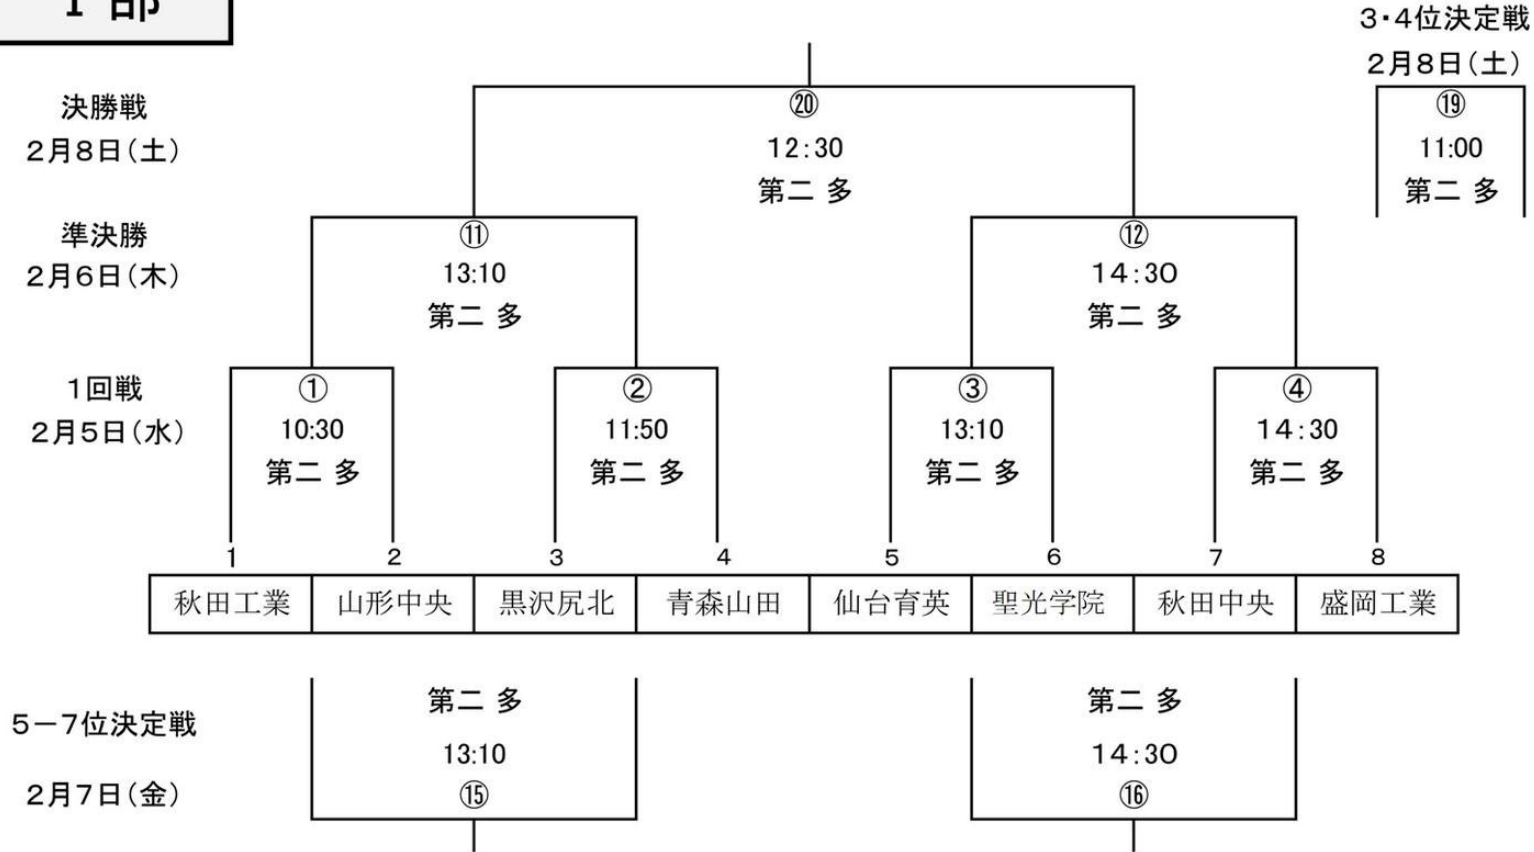 Ⅰ 部
3・4位決定戦
2月8日(土)
⑲
11:00
第二 多
決勝戦
2月8日(土)
⑳
12:30
第二 多
準決勝
2月6日(木)
⑪
13:10
第二 多
⑫
14:30
第二 多
1回戦
2月5日(水)
①
10:30
第二 多
②
11:50
第二 多
③
13:10
第二 多
④
14:30
第二 多
1 2 3 4 5 6 7 8
秋田工業 山形中央 黒沢尻北 青森山田 仙台育英 聖光学院 秋田中央 盛岡工業
5-7位決定戦
2月7日(金)
第二 多
13:10
⑮
第二 多
14:30
⑯